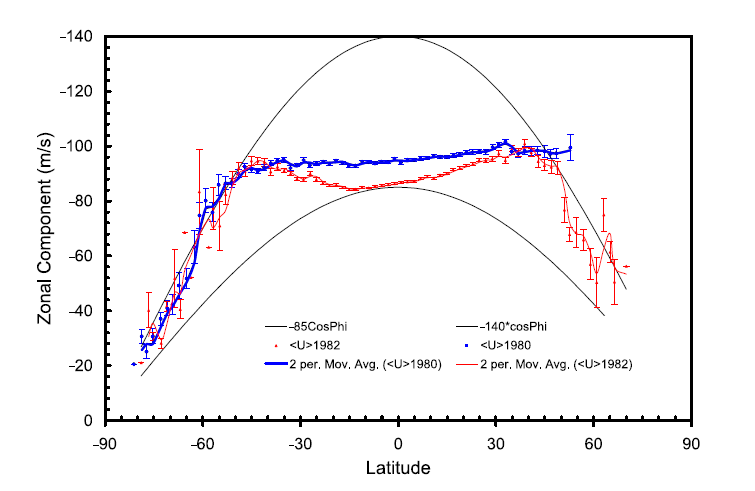 −140
−120
−100
−80
−60
−40
−20
0
Zonal Component (m/s)
−90
−60
−30
0
30
60
90
Latitude
−85CosPhi
−140*cosPhi
<U>1982
<U>1980
2 per. Mov. Avg. (<U>1980)
2 per. Mov. Avg. (<U>1982)